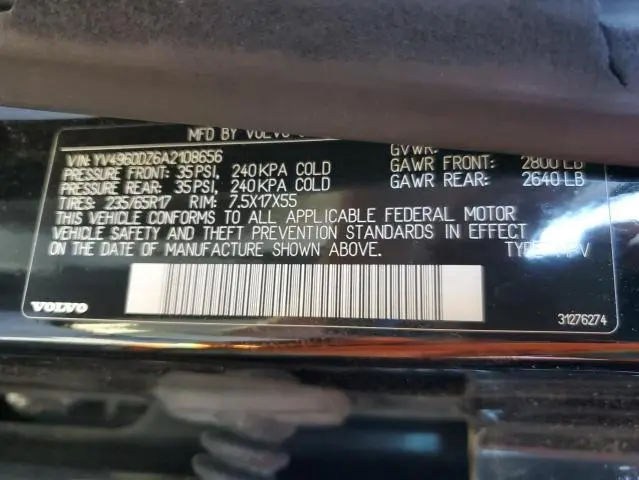 MFD BY VOLVO
GVWR:
VIN: YV4960DZ6A2108656
GAWR FRONT: 2800 LB
PRESSURE FRONT: 35 PSI, 240 KPA COLD
GAWR REAR: 2640 LB
PRESSURE REAR: 35 PSI, 240 KPA COLD
TIRES: 235/65R17 RIM: 7.5X17X55
THIS VEHICLE CONFORMS TO ALL APPLICABLE FEDERAL MOTOR
VEHICLE SAFETY AND THEFT PREVENTION STANDARDS IN EFFECT
ON THE DATE OF MANUFACTURE SHOWN ABOVE.
VOLVO
31276274